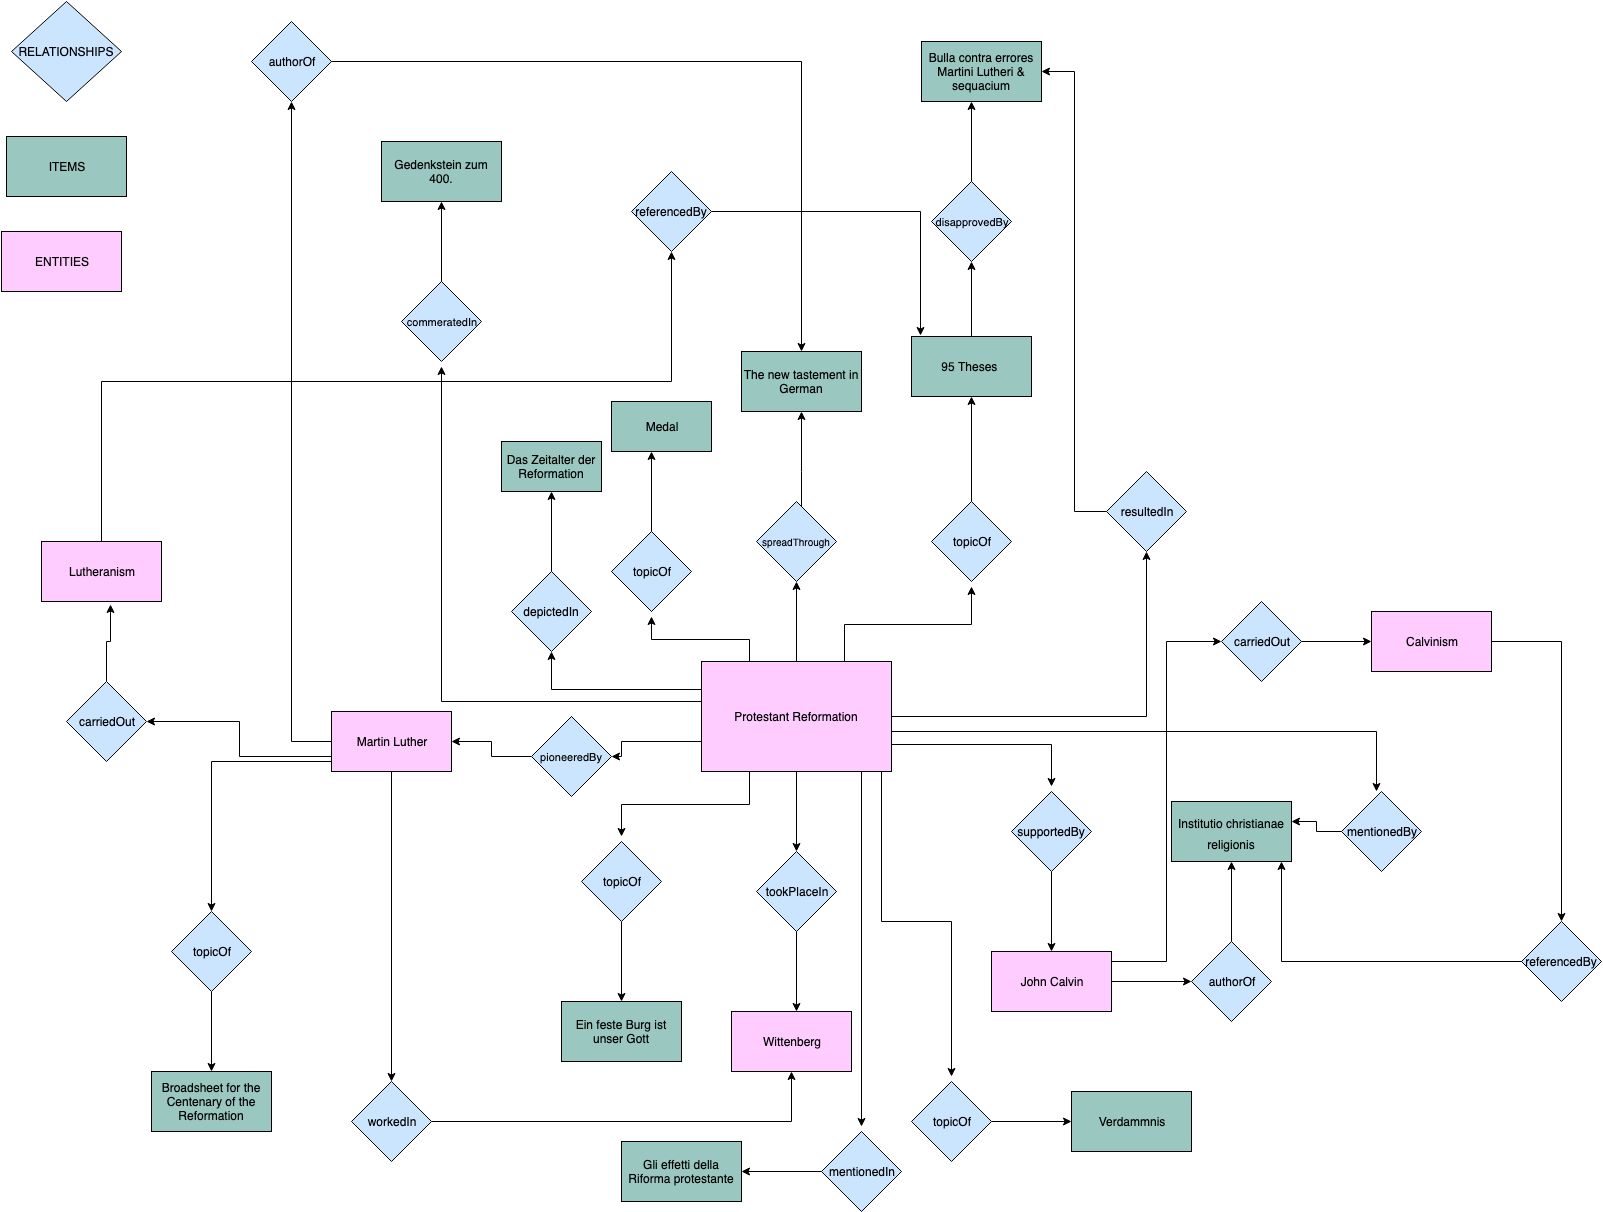 RELATIONSHIPS
authorOf
Bulla contra errores
Martini Lutheri &
sequacium
ITEMS
Gedenkstein zum
400.
referencedBy
disapprovedBy
ENTITIES
commeratedIn
The new tastement in
German
95 Theses
Medal
Das Zeitalter der
Reformation
resultedIn
spreadThrough
topicOf
topicOf
Lutheranism
depictedIn
carriedOut
Calvinism
carriedOut
Martin Luther
pioneeredBy
Protestant Reformation
supportedBy
Institutio christianae
religionis
mentionedBy
topicOf
tookPlaceIn
topicOf
John Calvin
authorOf
referencedBy
Ein feste Burg ist
unser Gott
Wittenberg
Broadsheet for the
Centenary of the
Reformation
workedIn
topicOf
Verdammnis
Gli effetti della
Riforma protestante
mentionedIn